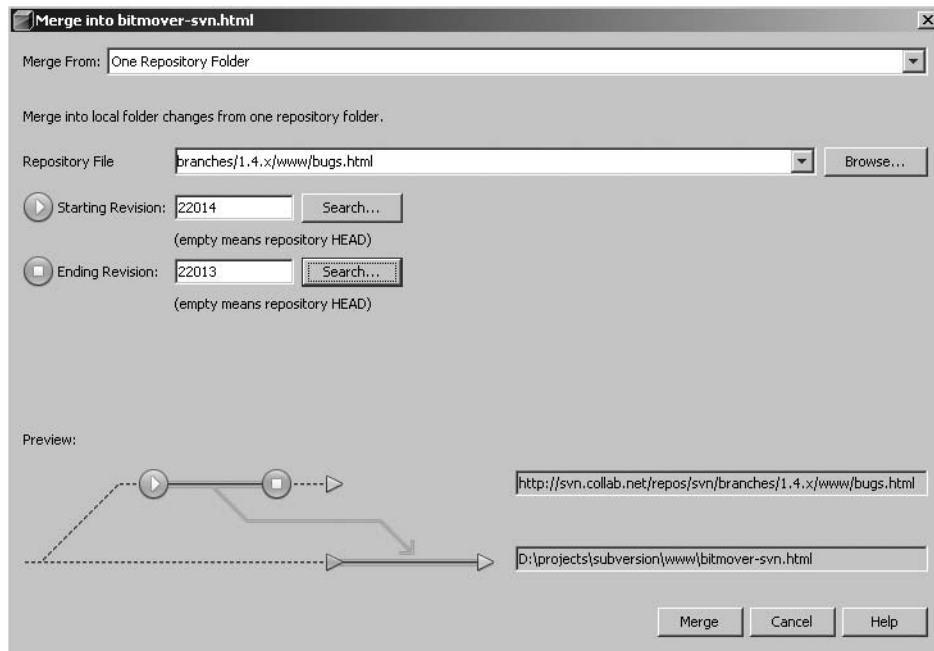 Merge into bitmover-svn.html
Merge From: One Repository Folder
Merge into local folder changes from one repository folder.
Repository File branches/1.4.x/www/bugs.html Browse...
Starting Revision: 22014 Search...
(empty means repository HEAD)
Ending Revision: 22013 Search...
(empty means repository HEAD)
Preview:
http://svn.collab.net/repos/svn/branches/1.4.x/www/bugs.html
D:\projects\subversion\www\bitmover-svn.html
Merge Cancel Help